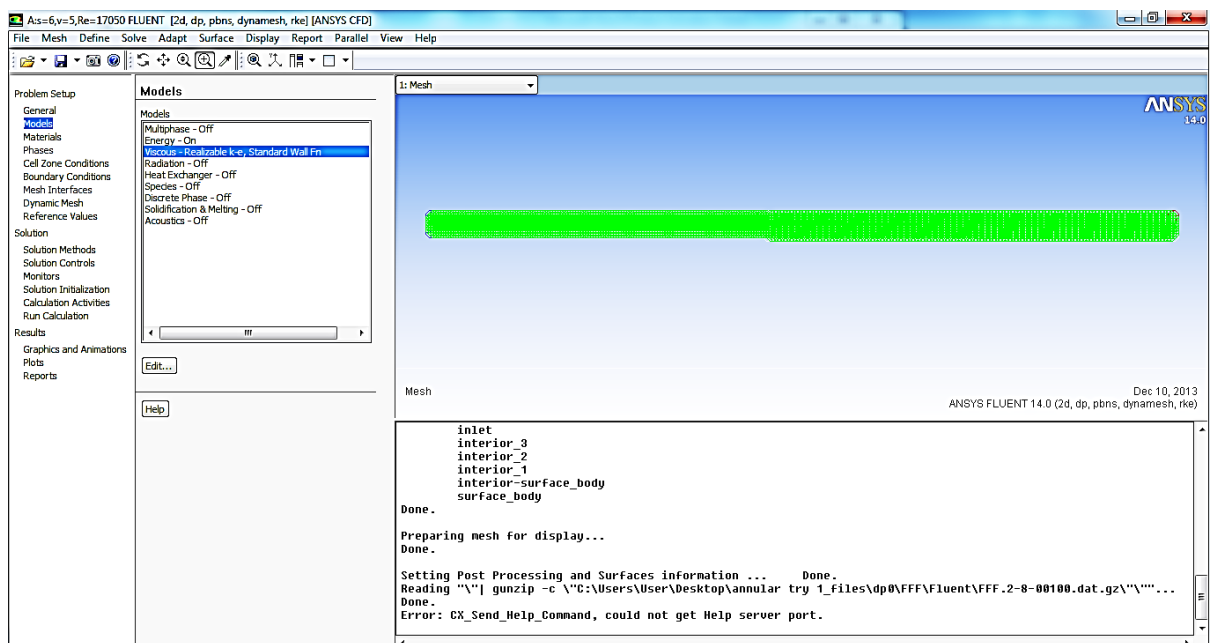 A:s=6,v=5,Re=17050 FLUENT [2d, dp, pbns, dynamesh, rke] [ANSYS CFD]
File Mesh Define Solve Adapt Surface Display Report Parallel View Help
Problem Setup
General
Models
Materials
Phases
Cell Zone Conditions
Boundary Conditions
Mesh Interfaces
Dynamic Mesh
Reference Values
Solution
Solution Methods
Solution Controls
Monitors
Solution Initialization
Calculation Activities
Run Calculation
Results
Graphics and Animations
Plots
Reports
Models
Models
Multiphase - Off
Energy - On
Viscous - Realizable k-e, Standard Wall Fn
Radiation - Off
Heat Exchanger - Off
Species - Off
Discrete Phase - Off
Solidification & Melting - Off
Acoustics - Off
Edit...
Help
1: Mesh
ANSYS
14.0
Mesh
Dec 10, 2013
ANSYS FLUENT 14.0 (2d, dp, pbns, dynamesh, rke)
inlet
interior_3
interior_2
interior_1
interior-surface_body
surface_body
Done.
Preparing mesh for display...
Done.
Setting Post Processing and Surfaces information ... Done.
Reading "\"| gunzip -c \"C:\Users\User\Desktop\annular try 1_files\dp0\FFF\Fluent\FFF.2-8-00100.dat.gz\"\""...
Done.
Error: CX_Send_Help_Command, could not get Help server port.